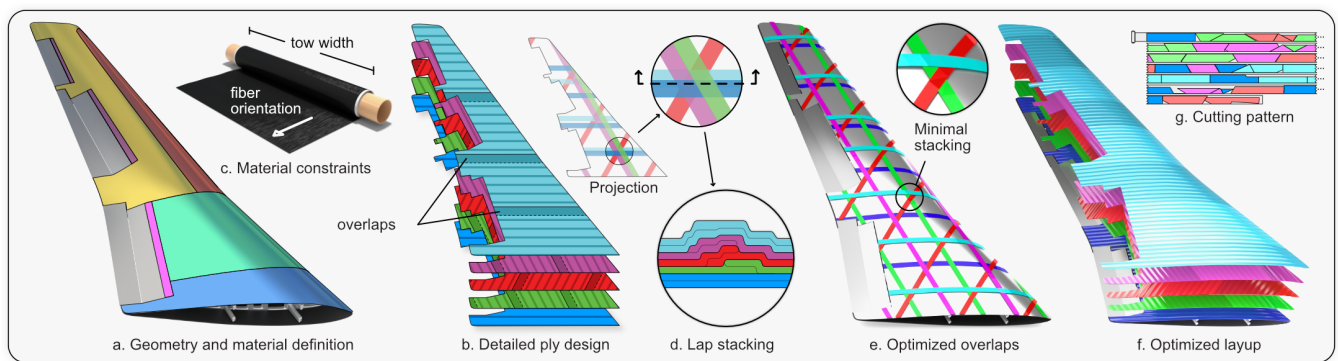 tow width
fiber
orientation
c. Material constraints
overlaps
Projection
Minimal
stacking
g. Cutting pattern
a. Geometry and material definition
b. Detailed ply design
d. Lap stacking
e. Optimized overlaps
f. Optimized layup